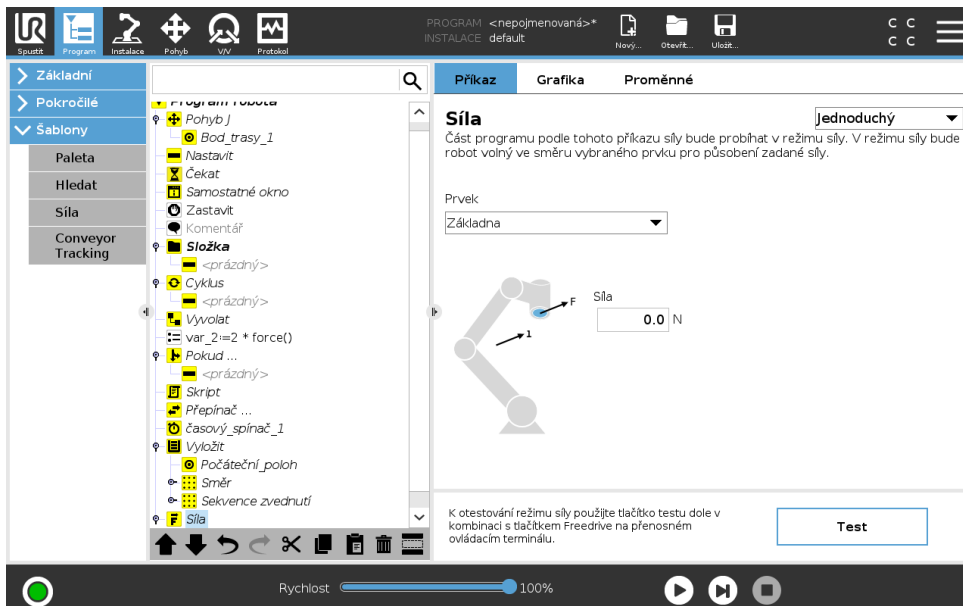 UR
PROGRAM <nepojmenovaná>*
INSTALACE default
Spustit
Program
Instalace
Pohyb
V/V
Protokol
Nový...
Otevřít...
Uložit...
C C
C C
Základní
Pokročilé
Šablony
Paleta
Hledat
Síla
Conveyor
Tracking
Program robota
Pohyb J
Bod_trasy_1
Nastavit
Čekat
Samostatné okno
Zastavit
Komentář
Složka
<prázdný>
Cyklus
<prázdný>
Vyvolat
var_2:=2 * force()
Pokud ...
<prázdný>
Skript
Přepínač ...
časový_spínač_1
Vyložit
Počáteční_poloh
Směr
Sekvence zvednutí
Síla
Příkaz
Grafika
Proměnné
Síla
Jednoduchý
Část programu podle tohoto příkazu síly bude probíhat v režimu síly. V režimu síly bude
robot volný ve směru vybraného prvku pro působení zadané síly.
Prvek
Základna
F
1
Síla
0.0 N
K otestování režimu síly použijte tlačítko testu dole v
kombinaci s tlačítkem Freedrive na přenosném
ovládacím terminálu.
Test
Rychlost
100%